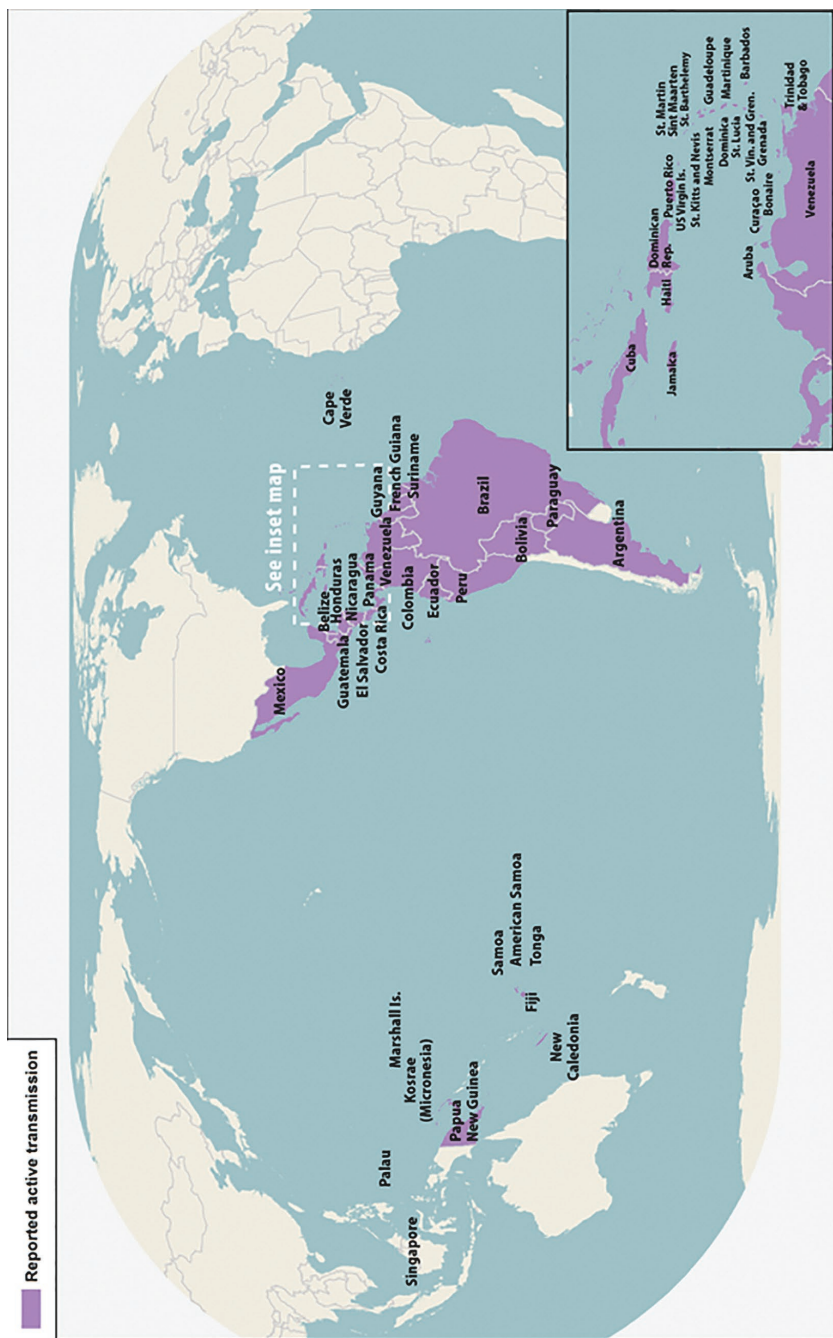 Reported active transmission
See inset map
Mexico
Guatemala
El Salvador
Costa Rica
Belize
Honduras
Nicaragua
Panama
Venezuela
Guyana
French Guiana
Suriname
Colombia
Ecuador
Peru
Brazil
Bolivia
Paraguay
Argentina
Cape
Verde
Singapore
Palau
Marshall Is.
Kosrae
(Micronesia)
Papua
New Guinea
Samoa
American Samoa
Tonga
Fiji
New
Caledonia
Cuba
Jamaica
Haiti
Dominican
Rep.
Puerto Rico
US Virgin Is.
St. Kitts and Nevis
St. Martin
Sint Maarten
St. Barthelemy
Montserrat
Guadeloupe
Dominica
Martinique
St. Lucia
St. Vin. and Gren.
Barbados
Grenada
Aruba
Curaçao
Bonaire
Trinidad
& Tobago
Venezuela